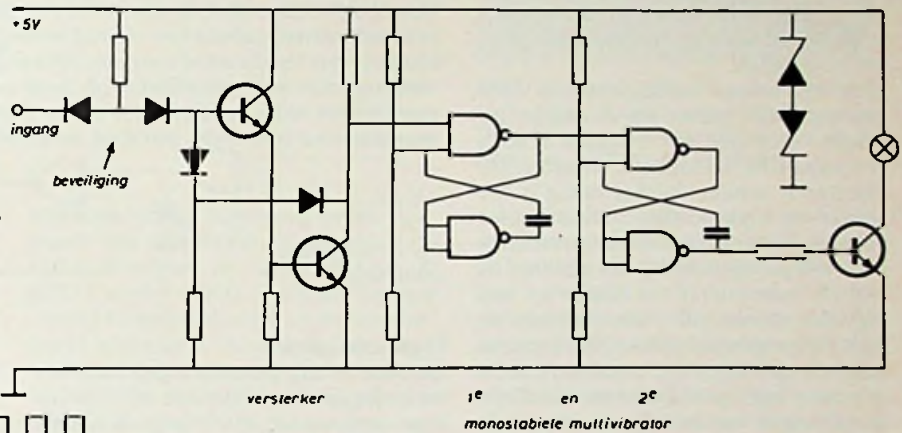 +5V
ingang
beveiliging
versterker 1e en 2e
monostabiele multivibrator